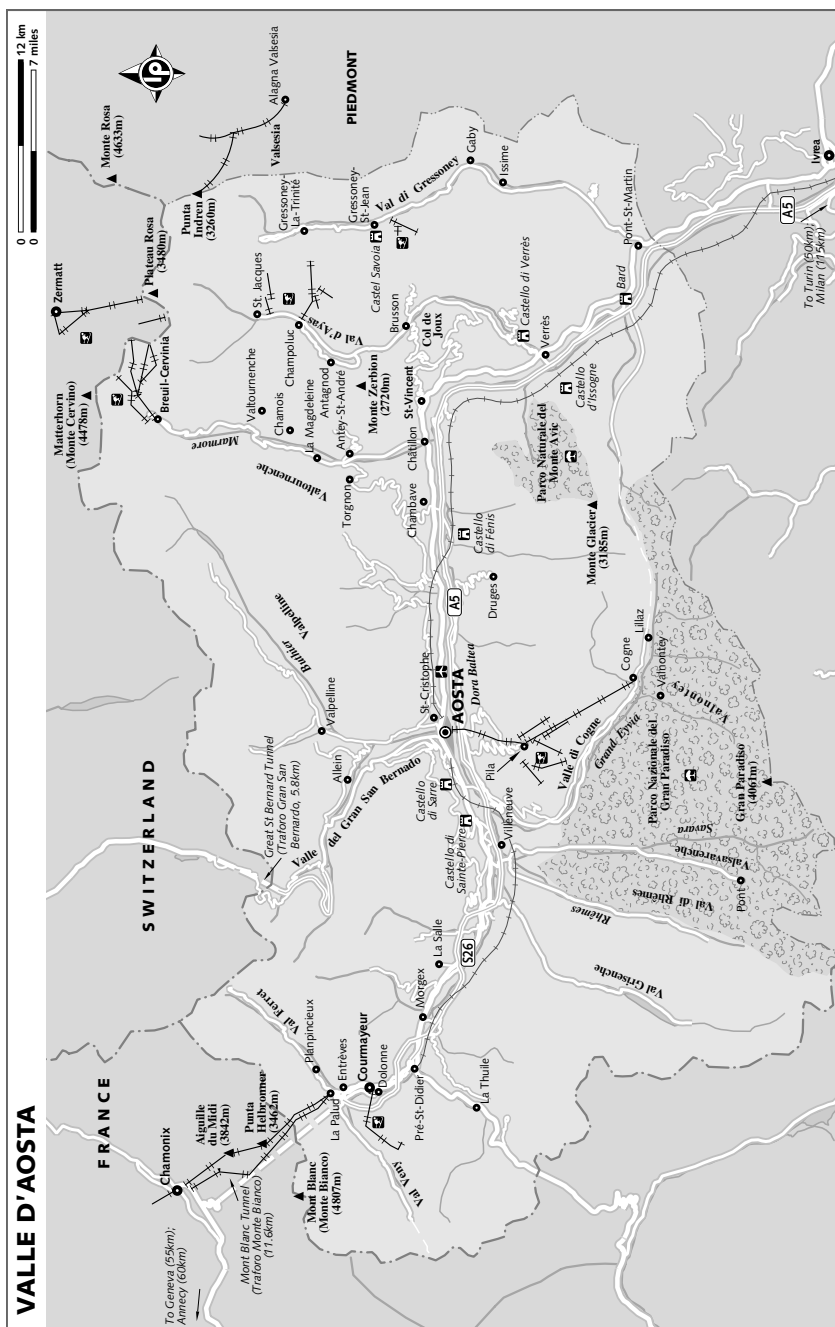 VALLE D'AOSTA
0 12 km
0 7 miles
lp
FRANCE
SWITZERLAND
PIEDMONT
To Geneva (55km);
Annecy (60km)
Chamonix
Mont Blanc Tunnel
(Traforo Monte Bianco)
(11.6km)
Aiguille
du Midi
(3842m)
Punta
Helbronner
(3462m)
Mont Blanc
(Monte Bianco)
(4807m)
Val Ferret
Planpincieux
La Palud
Entrèves
Courmayeur
Dolonne
Val Veny
Pré-St-Didier
La Thuile
Morgex
La Salle
S26
Great St Bernard Tunnel
(Traforo Gran San
Bernardo, 5.8km)
Valle del Gran San Bernado
Allein
Valpelline
Buthier
Valpelline
St-Cristophe
AOSTA
Dora Baltea
Castello
di Sarre
Castello di
Sainte-Pierre
Villeneuve
Pila
Valle di Cogne
Grand Eyvia
Cogne
Lillaz
Valnontey
Valnontey
Parco Nazionale del
Gran Paradiso
Gran Paradiso
(4061m)
Savara
Valsavarenche
Pont
Val di Rhêmes
Rhêmes
Val Grisenche
Matterhorn
(Monte Cervino)
(4478m)
Breuil-Cervinia
Zermatt
Plateau Rosa
(3480m)
Monte Rosa
(4633m)
Punta
Indren
(3260m)
Valsesia
Alagna Valsesia
Marmore
Valtournenche
Valtournenche
Chamois
La Magdeleine
Antagnod
Antey-St-André
Torgnon
Champoluc
St. Jacques
Val d'Ayas
Monte Zerbion
(2720m)
Brusson
Col de
Joux
Gressoney-
La-Trinité
Gressoney-
St-Jean
Castel Savoia
Val di Gressoney
Gaby
Issime
Chambave
Châtillon
St-Vincent
A5
Castello
di Fénis
Druges
Parco Naturale del
Monte Avic
Monte Glacier
(3185m)
Castello di Verrès
Verrès
Castello
d'Issogne
Bard
Pont-St-Martin
A5
Ivrea
To Turin (50km);
Milan (115km)